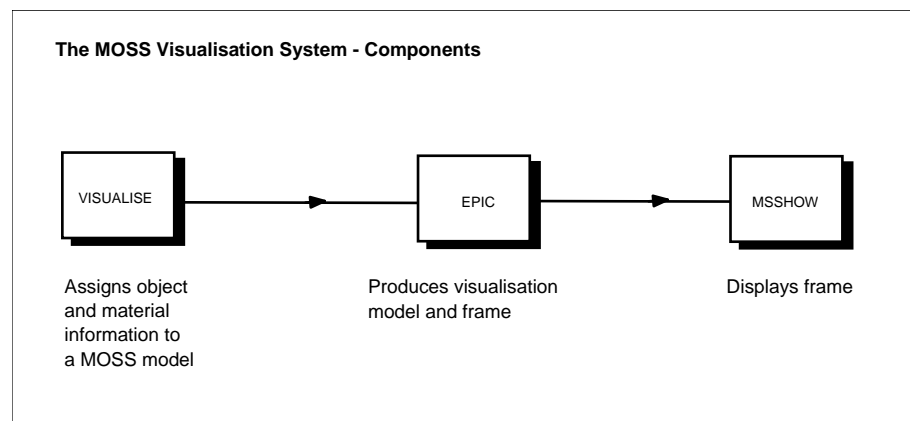 The MOSS Visualisation System - Components
VISUALISE
EPIC
MSSHOW
Assigns object
and material
information to
a MOSS model
Produces visualisation
model and frame
Displays frame